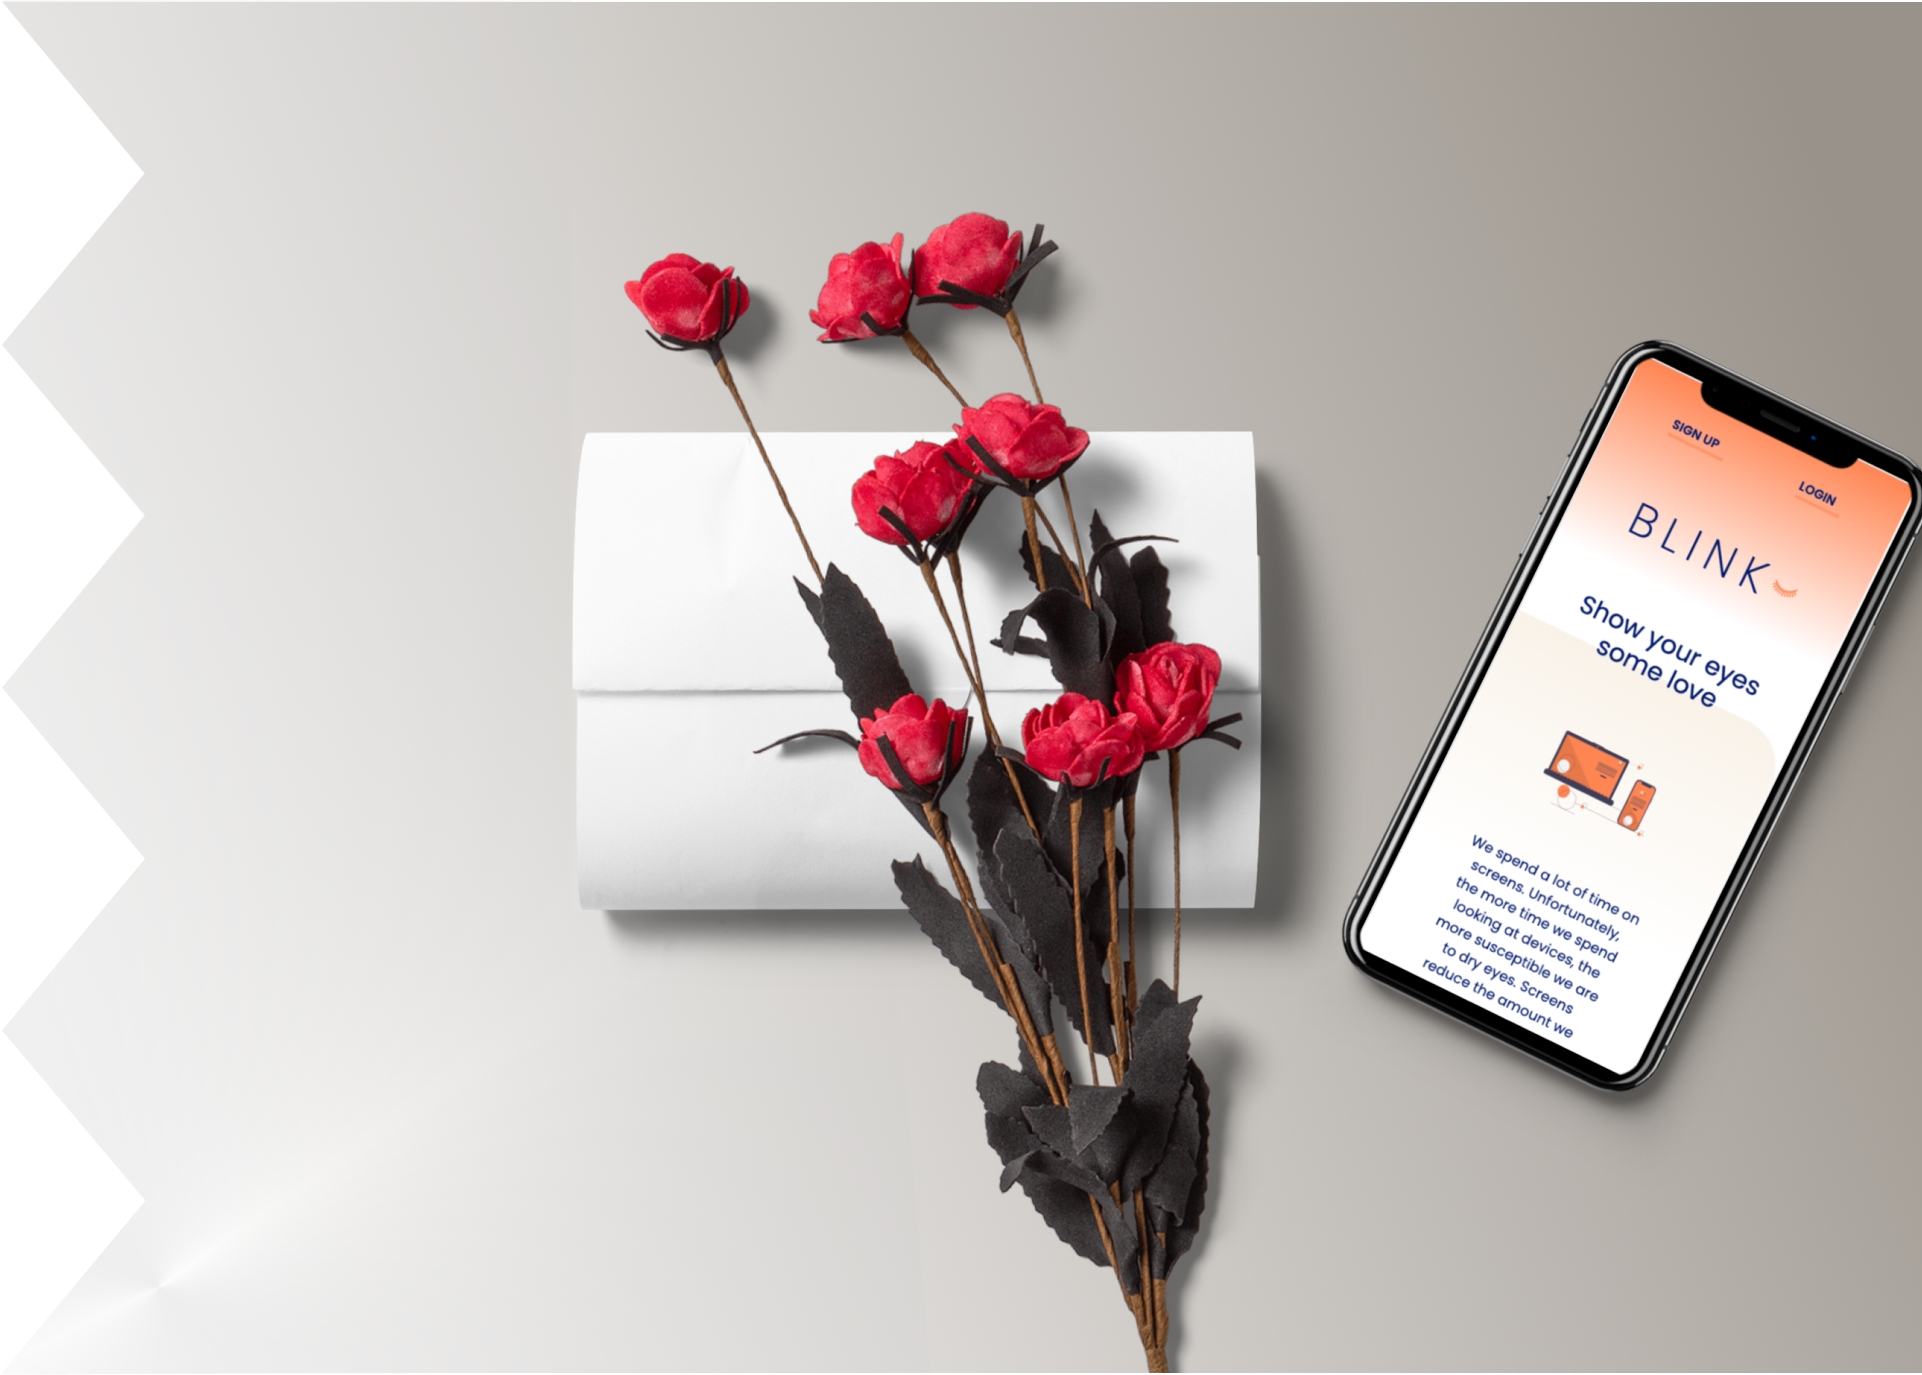 SIGN UP
LOGIN
BLINK
Show your eyes
some love
We spend a lot of time on
screens. Unfortunately,
the more time we spend
looking at devices, the
more susceptible we are
to dry eyes. Screens
reduce the amount we